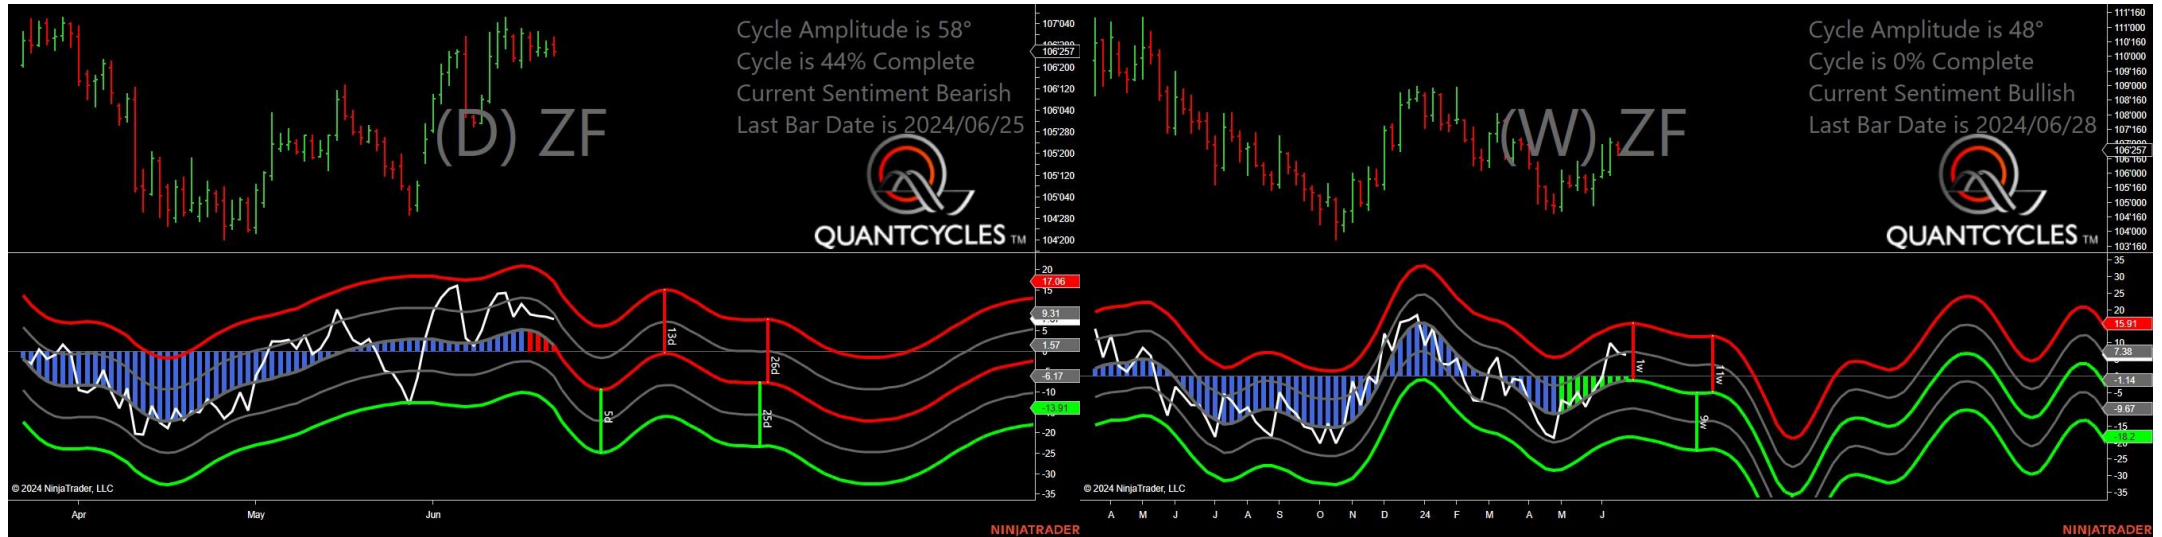 Cycle Amplitude is 58°
Cycle is 44% Complete
Current Sentiment Bearish
Last Bar Date is 2024/06/25
(D) ZF
QUANTCYCLES TM
107'040
106'257
106'200
106'120
106'040
105'280
105'200
105'120
105'040
104'280
104'200
20
17.06
15
9.31
5
1.57
-6.17
-10
-13.91
-20
-25
-30
-35
13d
26d
5d
25d
© 2024 NinjaTrader, LLC
Apr May Jun
NINJATRADER
Cycle Amplitude is 48°
Cycle is 0% Complete
Current Sentiment Bullish
Last Bar Date is 2024/06/28
(W) ZF
QUANTCYCLES TM
111'160
111'000
110'160
110'000
109'160
109'000
108'160
108'000
107'160
106'257
106'160
106'000
105'160
105'000
104'160
104'000
103'160
35
30
25
20
15.91
10
7.38
-1.14
-5
-9.67
-15
-18.2
-25
-30
-35
1w
11w
9w
© 2024 NinjaTrader, LLC
A M J J A S O N D 24 F M A M J
NINJATRADER